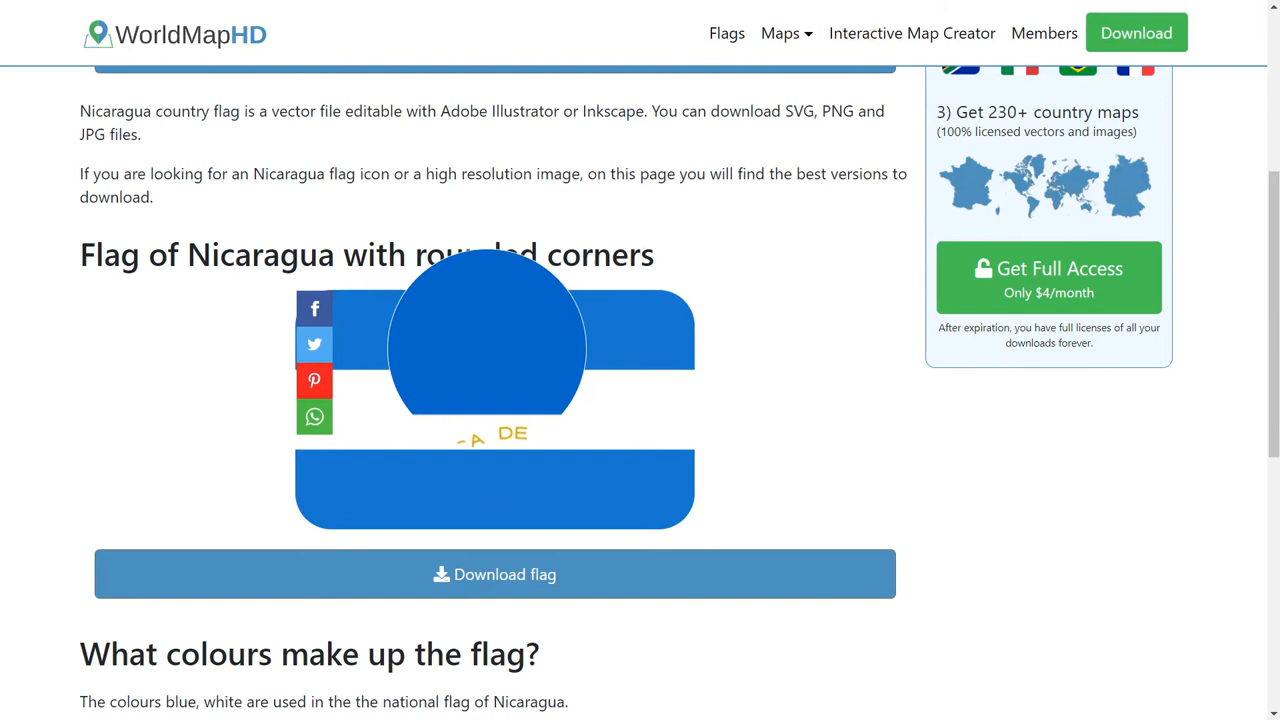 WorldMapHD
Flags Maps Interactive Map Creator Members Download
Nicaragua country flag is a vector file editable with Adobe Illustrator or Inkscape. You can download SVG, PNG and
JPG files.
If you are looking for an Nicaragua flag icon or a high resolution image, on this page you will find the best versions to
download.
Flag of Nicaragua with rounded corners
A DE
Download flag
What colours make up the flag?
The colours blue, white are used in the the national flag of Nicaragua.
3) Get 230+ country maps
(100% licensed vectors and images)
Get Full Access
Only $4/month
After expiration, you have full licenses of all your
downloads forever.